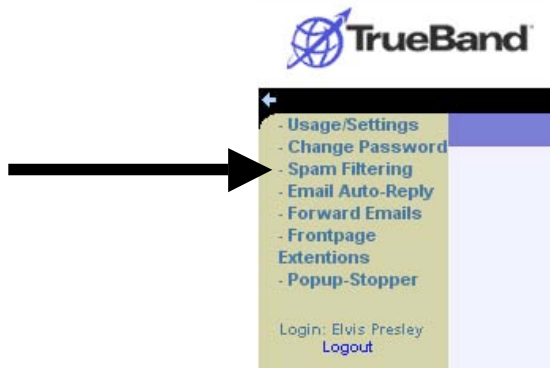 TrueBand
- Usage/Settings
- Change Password
- Spam Filtering
- Email Auto-Reply
- Forward Emails
- Frontpage
Extentions
- Popup-Stopper
Login: Elvis Presley
Logout